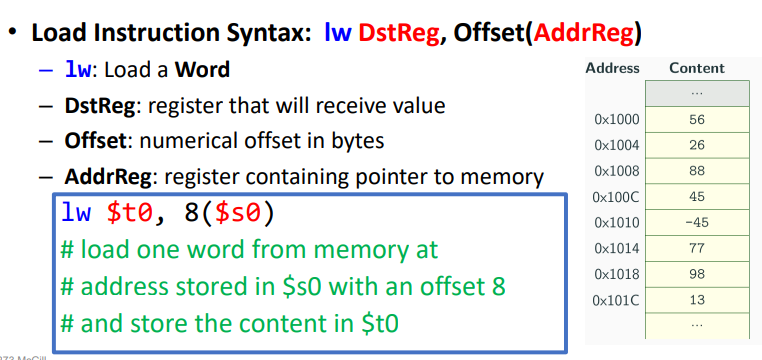 • Load Instruction Syntax: lw DstReg, Offset(AddrReg)
– lw: Load a Word
– DstReg: register that will receive value
– Offset: numerical offset in bytes
– AddrReg: register containing pointer to memory
lw $t0, 8($s0)
# load one word from memory at
# address stored in $s0 with an offset 8
# and store the content in $t0
Address Content
...
0x1000 56
0x1004 26
0x1008 88
0x100C 45
0x1010 −45
0x1014 77
0x1018 98
0x101C 13
...